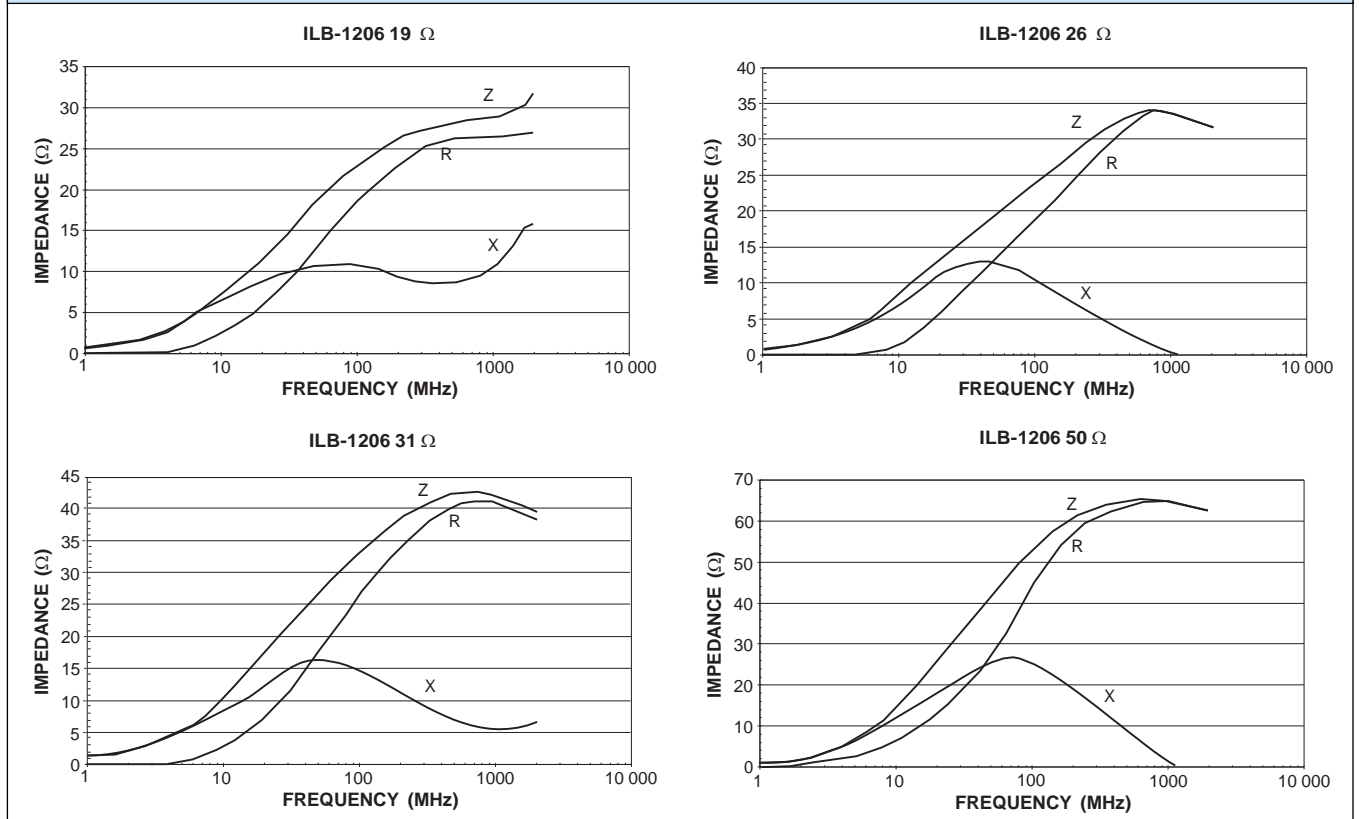 ILB-1206 19 Ω
IMPEDANCE (Ω)
35
30
25
20
15
10
5
0
Z
R
X
1 10 100 1000 10 000
FREQUENCY (MHz)
ILB-1206 26 Ω
IMPEDANCE (Ω)
40
35
30
25
20
15
10
5
0
Z
R
X
1 10 100 1000 10 000
FREQUENCY (MHz)
ILB-1206 31 Ω
IMPEDANCE (Ω)
45
40
35
30
25
20
15
10
5
0
Z
R
X
1 10 100 1000 10 000
FREQUENCY (MHz)
ILB-1206 50 Ω
IMPEDANCE (Ω)
70
60
50
40
30
20
10
0
Z
R
X
1 10 100 1000 10 000
FREQUENCY (MHz)